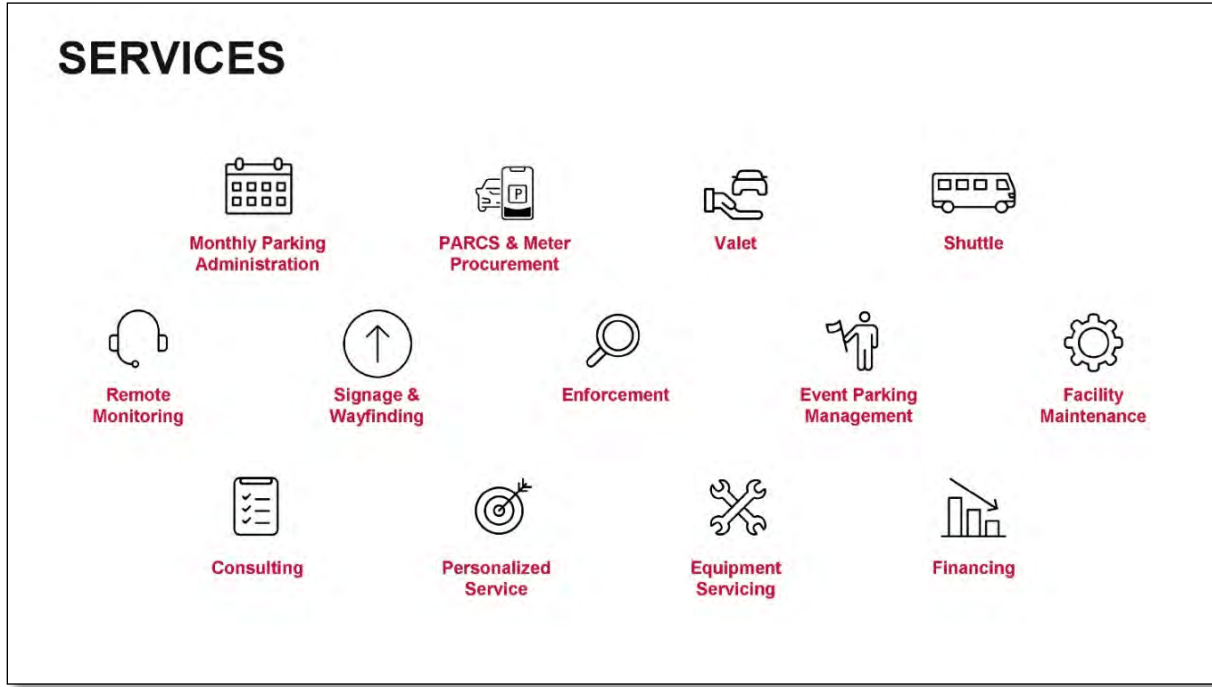 SERVICES
Monthly Parking
Administration
PARCS & Meter
Procurement
P
Valet
Shuttle
Remote
Monitoring
Signage &
Wayfinding
Enforcement
Event Parking
Management
Facility
Maintenance
Consulting
Personalized
Service
Equipment
Servicing
Financing